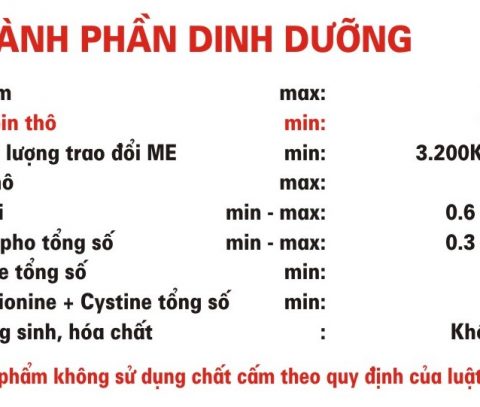 ÀNH PHẦN DINH DƯỠNG
m max:
in thô min:
lượng trao đổi ME min: 3.200K
ô max:
i min - max: 0.6
pho tổng số min - max: 0.3
e tổng số min:
ionine + Cystine tổng số min:
g sinh, hóa chất : Khô
phẩm không sử dụng chất cấm theo quy định của luật